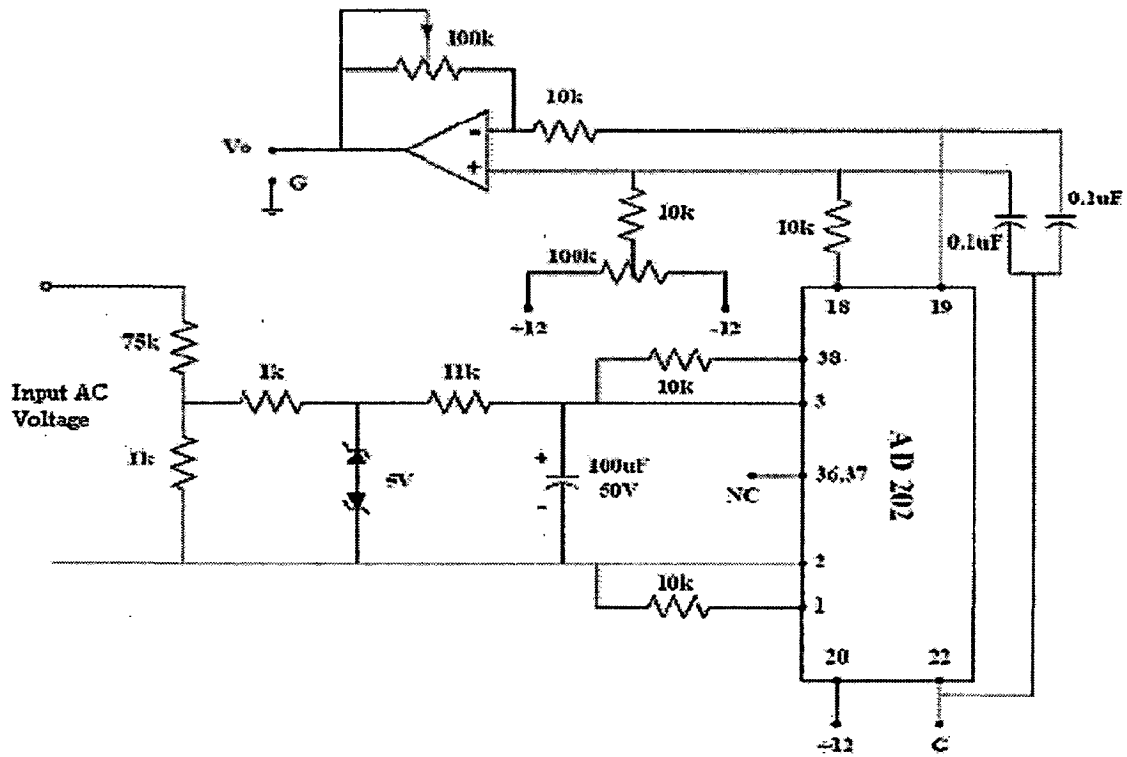 100k
10k
Vo
-
+
G
10k
10k
0.1uF
0.1uF
100k
+12
-12
18
19
75k
38
1k
11k
10k
3
Input AC
Voltage
AD 202
1k
+
100uF
50V
-
5V
NC
36,37
2
10k
1
20
22
+12